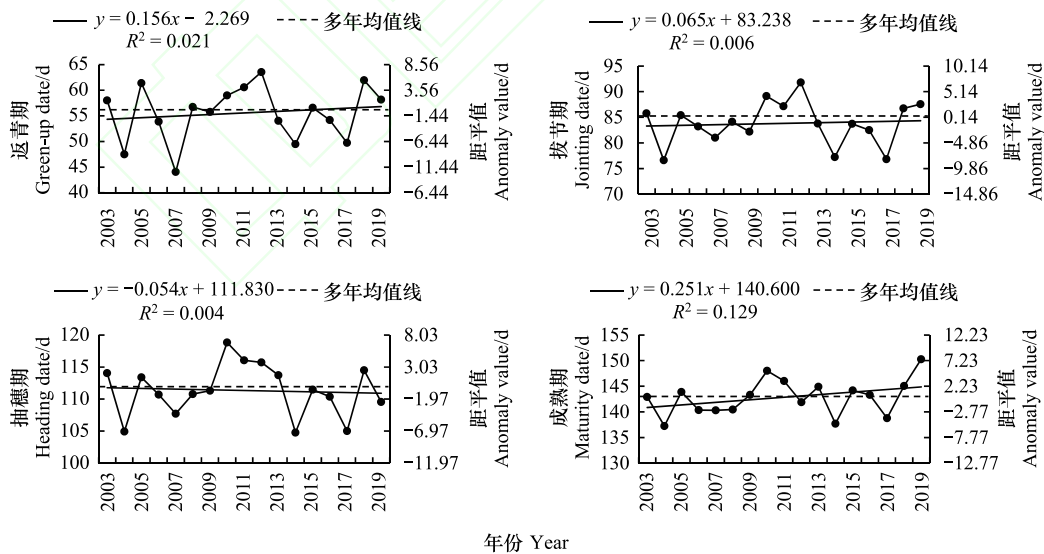 y = 0.156x − 2.269 多年均值线
R² = 0.021
返青期
Green-up date/d
65
60
55
50
45
40
8.56
3.56
−1.44
−6.44
−11.44
−6.44
距平值
Anomaly value/d
2003 2005 2007 2009 2011 2013 2015 2017 2019
y = 0.065x + 83.238 多年均值线
R² = 0.006
拔节期
Jointing date/d
95
90
85
80
75
70
10.14
5.14
0.14
−4.86
−9.86
−14.86
距平值
Anomaly value/d
2003 2005 2007 2009 2011 2013 2015 2017 2019
y = −0.054x + 111.830 多年均值线
R² = 0.004
抽穗期
Heading date/d
120
115
110
105
100
8.03
3.03
−1.97
−6.97
−11.97
距平值
Anomaly value/d
2003 2005 2007 2009 2011 2013 2015 2017 2019
y = 0.251x + 140.600 多年均值线
R² = 0.129
成熟期
Maturity date/d
155
150
145
140
135
130
12.23
7.23
2.23
−2.77
−7.77
−12.77
距平值
Anomaly value/d
2003 2005 2007 2009 2011 2013 2015 2017 2019
年份 Year